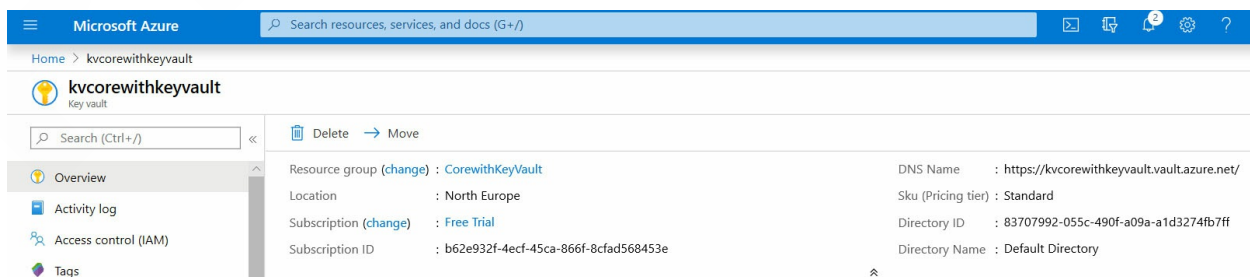 Microsoft Azure
Search resources, services, and docs (G+/)
2
Home > kvcorewithkeyvault
kvcorewithkeyvault
Key vault
Search (Ctrl+/)
«
Delete
Move
Overview
Activity log
Access control (IAM)
Tags
Resource group (change) : CorewithKeyVault
Location : North Europe
Subscription (change) : Free Trial
Subscription ID : b62e932f-4ecf-45ca-866f-8cfad568453e
DNS Name : https://kvcorewithkeyvault.vault.azure.net/
Sku (Pricing tier) : Standard
Directory ID : 83707992-055c-490f-a09a-a1d3274fb7ff
Directory Name : Default Directory